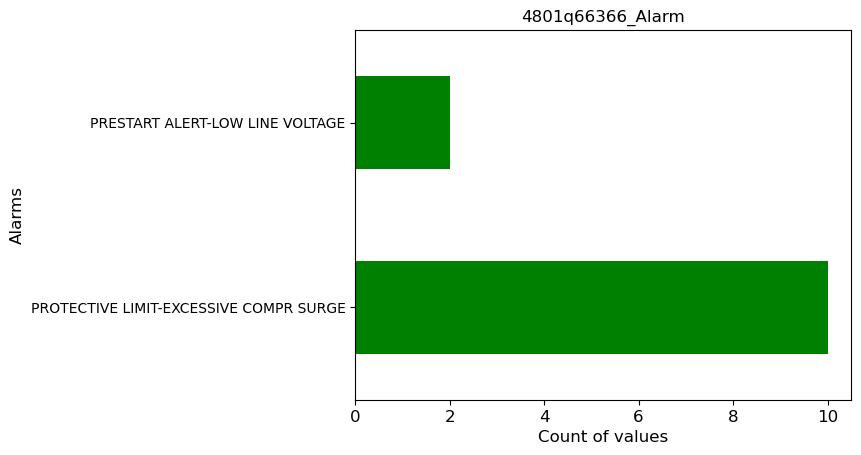 4801q66366_Alarm
PRESTART ALERT-LOW LINE VOLTAGE
PROTECTIVE LIMIT-EXCESSIVE COMPR SURGE
Alarms
0 2 4 6 8 10
Count of values